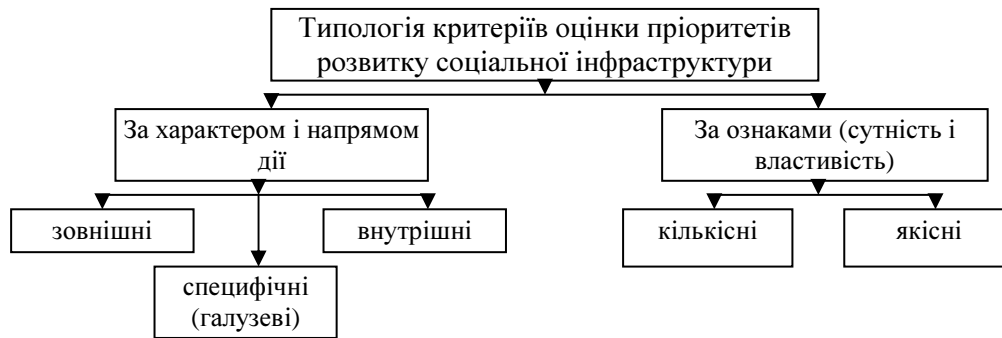 Типологія критеріїв оцінки пріоритетів
розвитку соціальної інфраструктури
За характером і напрямом
дії
За ознаками (сутність і
властивість)
зовнішні
внутрішні
кількісні
якісні
специфічні
(галузеві)